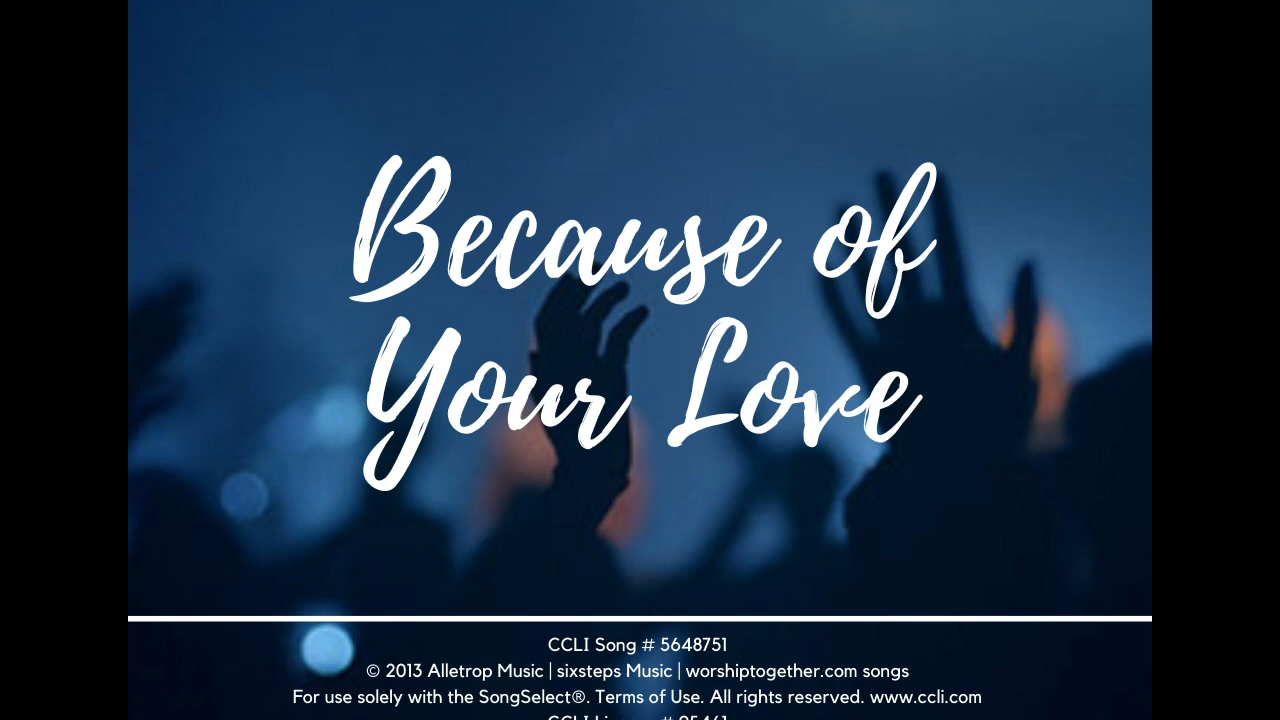 Because of
Your Love
CCLI Song # 5648751
© 2013 Alletrop Music | sixsteps Music | worshiptogether.com songs
For use solely with the SongSelect®. Terms of Use. All rights reserved. www.ccli.com
CCLI